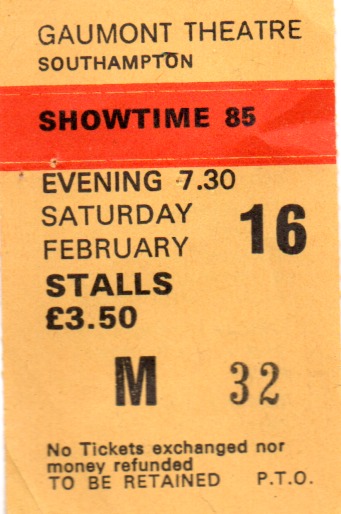 GAUMONT THEATRE
SOUTHAMPTON
SHOWTIME 85
EVENING 7.30
SATURDAY
FEBRUARY 16
STALLS
£3.50
M 32
No Tickets exchanged nor
money refunded
TO BE RETAINED P.T.O.